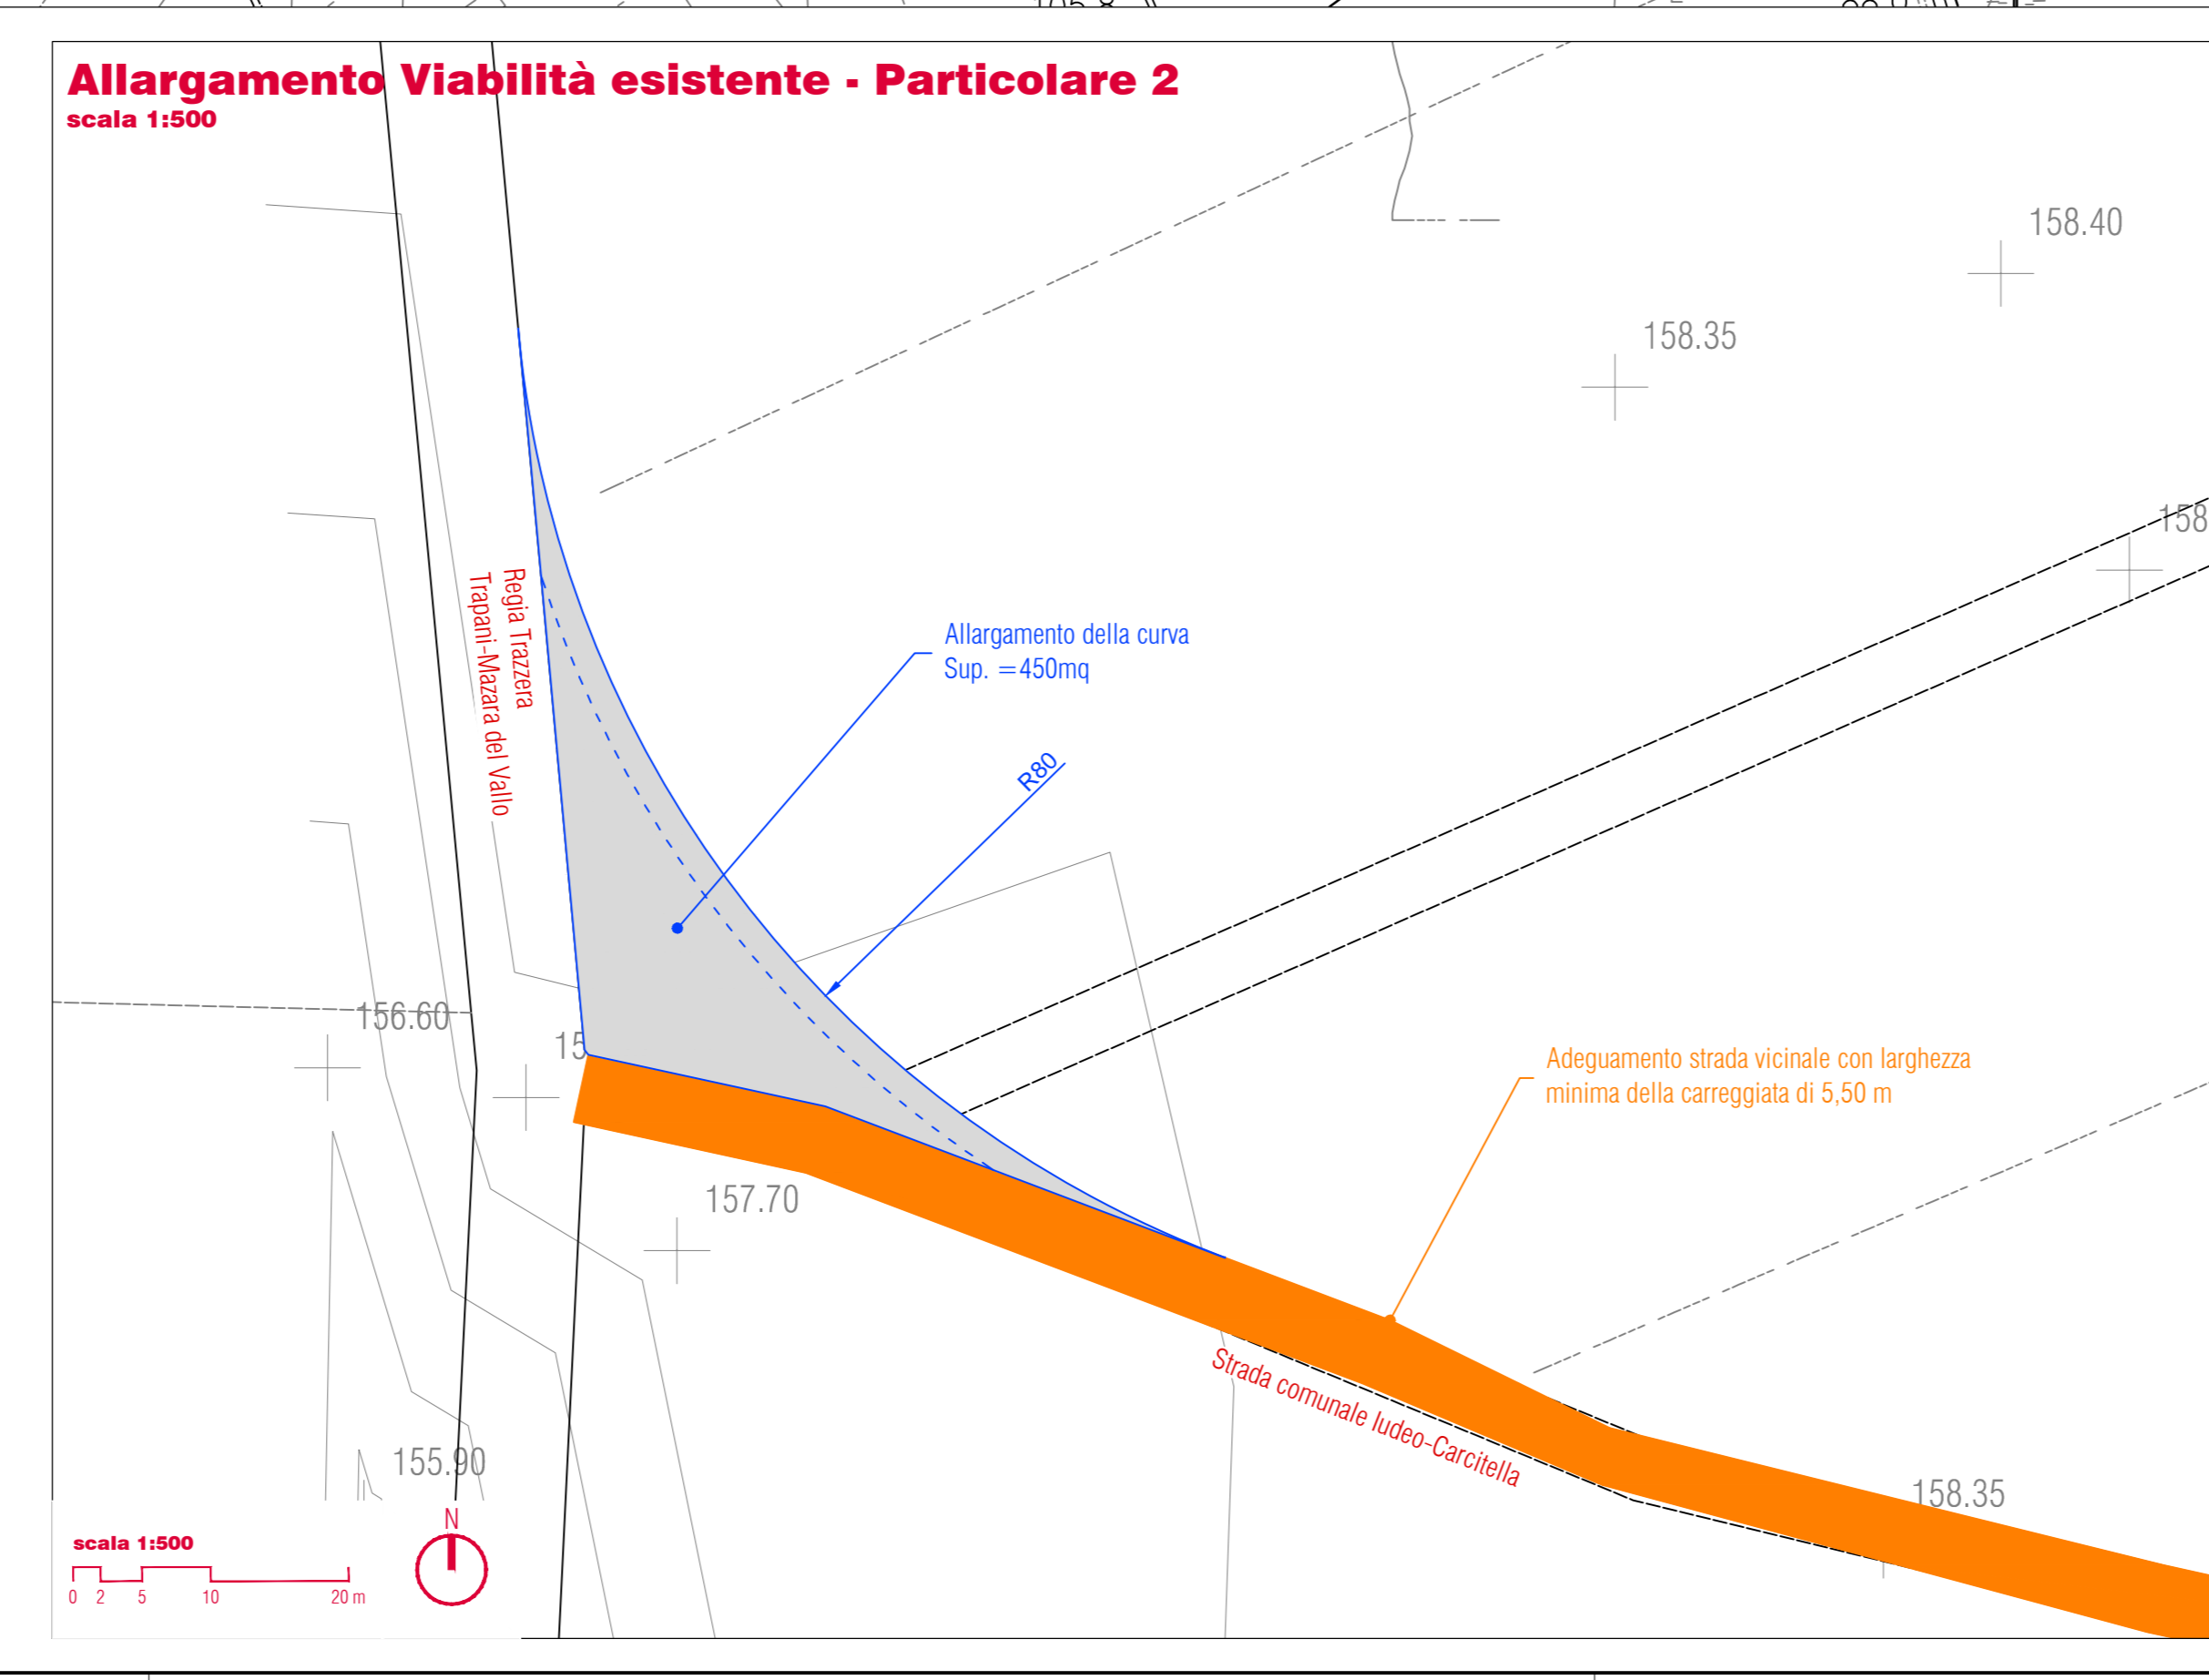 Allargamento Viabilità esistente - Particolare 2
scala 1:500
158.40
158.35
158
Regia Trazzera
Trapani-Mazara del Vallo
Allargamento della curva
Sup. =450mq
R80
156.60
15
Adeguamento strada vicinale con larghezza
minima della carreggiata di 5,50 m
157.70
Strada comunale Iudeo-Carcitella
155.90
158.35
N
scala 1:500
0 2 5 10 20 m